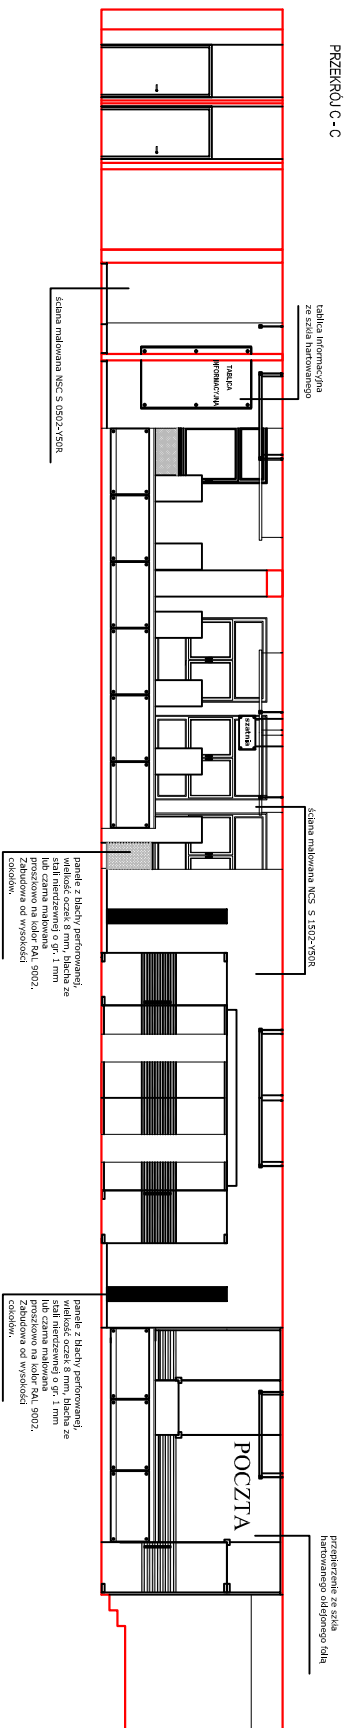 PRZEKRÓJ C - C
ściana malowana NSC S 0502-Y50R
tablica informacyjna
ze szkła hartowanego
TABLICA
INFORMACYJNA
szatnia
ściana malowana NCS S 1502-Y50R
panele z blachy perforowanej,
wielkość oczek 8 mm, blacha ze
stali nierdzewnej o gr. 1 mm
lub czarna malowana
proszkowo na kolor RAL 9002.
Zabudowa od wysokości
cokołów.
panele z blachy perforowanej,
wielkość oczek 8 mm, blacha ze
stali nierdzewnej o gr. 1 mm
lub czarna malowana
proszkowo na kolor RAL 9002.
Zabudowa od wysokości
cokołów.
POCZTA
przepierzenie ze szkła
hartowanego oklejonego folią